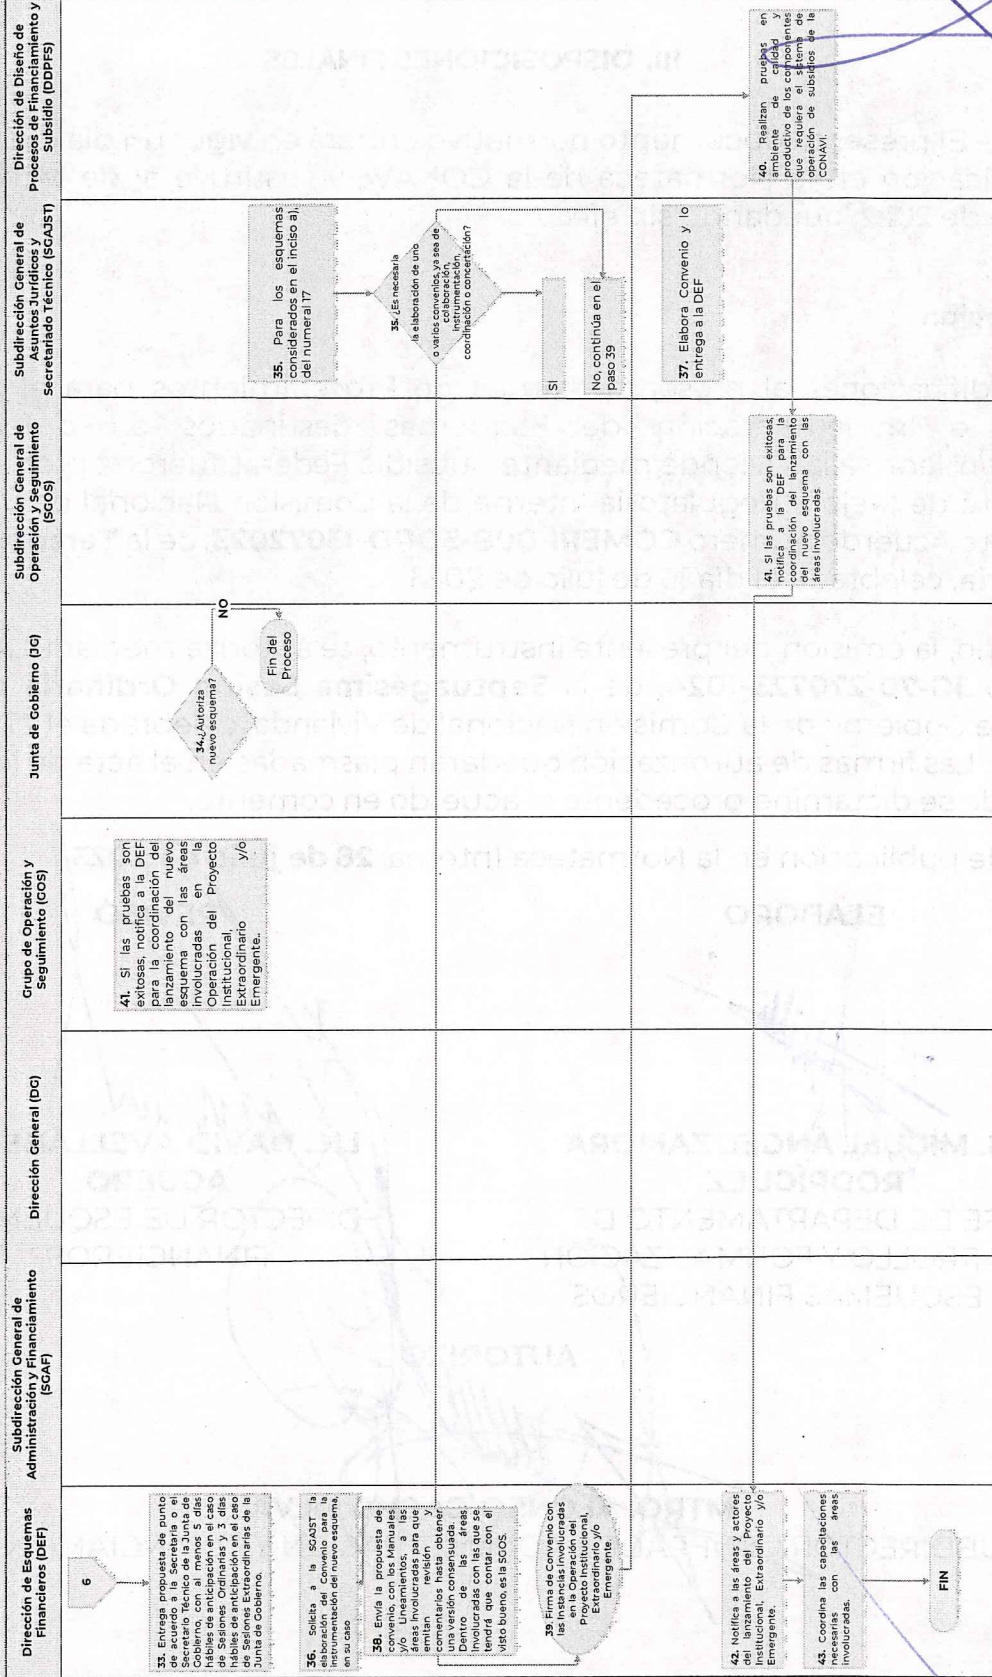 Dirección de Esquemas
Financieros (DEF)
Subdirección General de
Administración y Financiamiento
(SGAF)
Dirección General (DG)
Grupo de Operación y
Seguimiento (GOS)
Junta de Gobierno (JG)
Subdirección General de
Operación y Seguimiento
(SGOS)
Subdirección General de
Asuntos Jurídicos y
Secretariado Técnico (SGAJST)
Dirección de Diseño de
Procesos de Financiamiento y
Subsidio (DDPFS)
6
33. Entrega propuesta de punto
de acuerdo a la Secretaría o el
Secretario Técnico de la Junta de
Gobierno, con al menos 5 días
hábiles de anticipación en el caso
de Sesiones Ordinarias y 3 días
hábiles de anticipación en el caso
de Sesiones Extraordinarias de la
Junta de Gobierno.
34.¿Autoriza
nuevo esquema?
NO
Fin del
Proceso
35. Para los esquemas
considerados en el inciso a),
del numeral 17
35. ¿Es necesaria
la elaboración de uno
o varios convenios, ya sea de
colaboración,
instrumentación,
coordinación o concertación?
SI
No, continúa en el
paso 39
36. Solicita a la SGAJST la
elaboración del Convenio para la
instrumentación del nuevo esquema,
en su caso
37. Elabora Convenio y lo
entrega a la DEF
38. Envía la propuesta de
convenio, con los Manuales
y/o Lineamientos, a las
áreas involucradas para que
emitan revisión y
comentarios hasta obtener
una versión consensuada.
Dentro de las áreas
involucradas con las que se
tendrá que contar con el
visto bueno, es la SGOS.
39. Firma de Convenio con
las Instancias involucradas
en la Operación del
Proyecto Institucional,
Extraordinario y/o
Emergente.
40. Realizan pruebas en
ambiente de calidad y
productivo de los componentes
que requiera el sistema de
operación de subsidios de la
CONAVI.
41. Si las pruebas son exitosas,
notifica a la DEF para la
coordinación del lanzamiento
del nuevo esquema con las
áreas Involucradas.
41. Si las pruebas son
exitosas, notifica a la DEF
para la coordinación del
lanzamiento del nuevo
esquema con las áreas
Involucradas en la
Operación del Proyecto
Institucional,
Extraordinario y/o
Emergente..
42. Notifica a las áreas y actores
del lanzamiento del Proyecto
Institucional, Extraordinario y/o
Emergente.
43. Coordina las capacitaciones
necesarias con las áreas
involucradas.
FIN